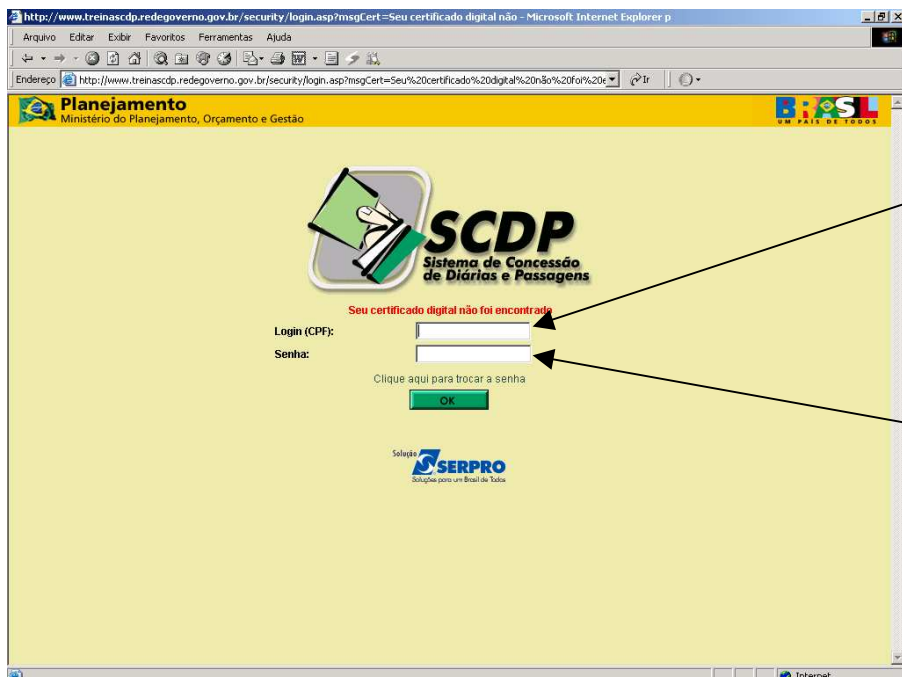 http://www.treinascdp.redegoverno.gov.br/security/login.asp?msgCert=Seu certificado digital não - Microsoft Internet Explorer p
Arquivo Editar Exibir Favoritos Ferramentas Ajuda
Endereço http://www.treinascdp.redegoverno.gov.br/security/login.asp?msgCert=Seu%20certificado%20digital%20não%20foi%20e Ir
Planejamento
Ministério do Planejamento, Orçamento e Gestão
BRASIL
UM PAÍS DE TODOS
SCDP
Sistema de Concessão
de Diárias e Passagens
Seu certificado digital não foi encontrado
Login (CPF):
Senha:
Clique aqui para trocar a senha
OK
Solução
SERPRO
Soluções para um Brasil de Todos
Internet